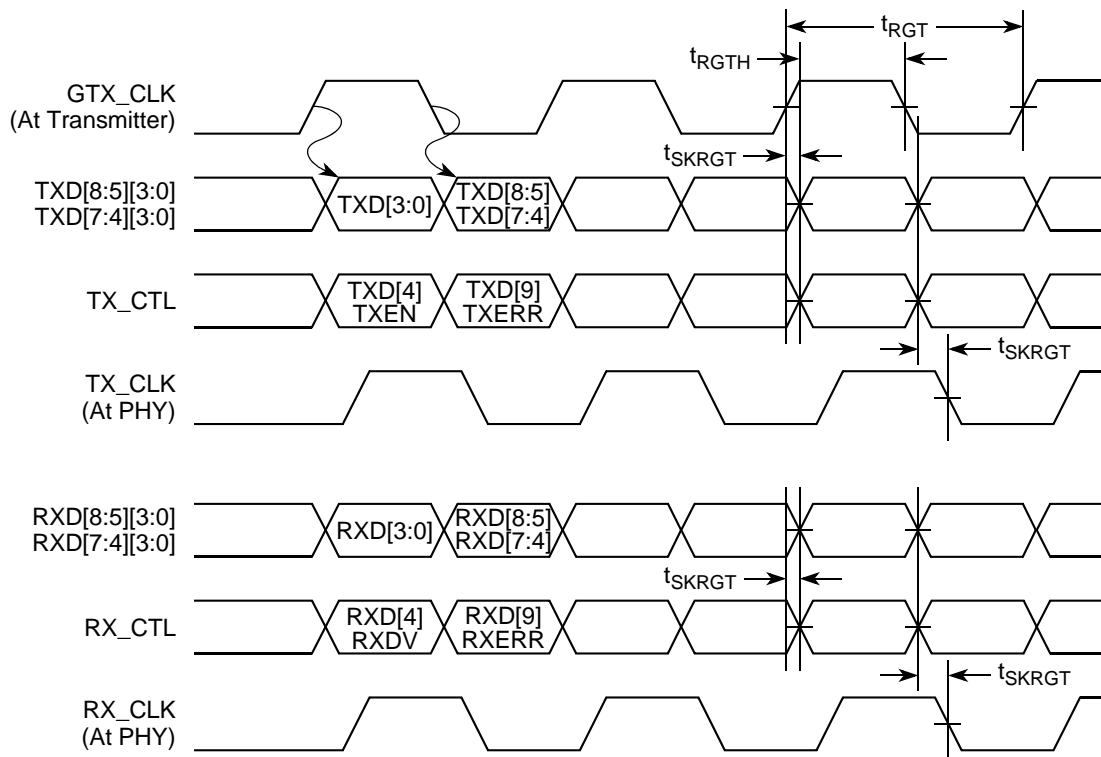 tRGT
tRGTH
GTX_CLK
(At Transmitter)
tSKRGT
TXD[8:5][3:0]
TXD[7:4][3:0]
TXD[3:0]
TXD[8:5]
TXD[7:4]
TX_CTL
TXD[4]
TXEN
TXD[9]
TXERR
tSKRGT
TX_CLK
(At PHY)
RXD[8:5][3:0]
RXD[7:4][3:0]
RXD[3:0]
RXD[8:5]
RXD[7:4]
tSKRGT
RX_CTL
RXD[4]
RXDV
RXD[9]
RXERR
tSKRGT
RX_CLK
(At PHY)